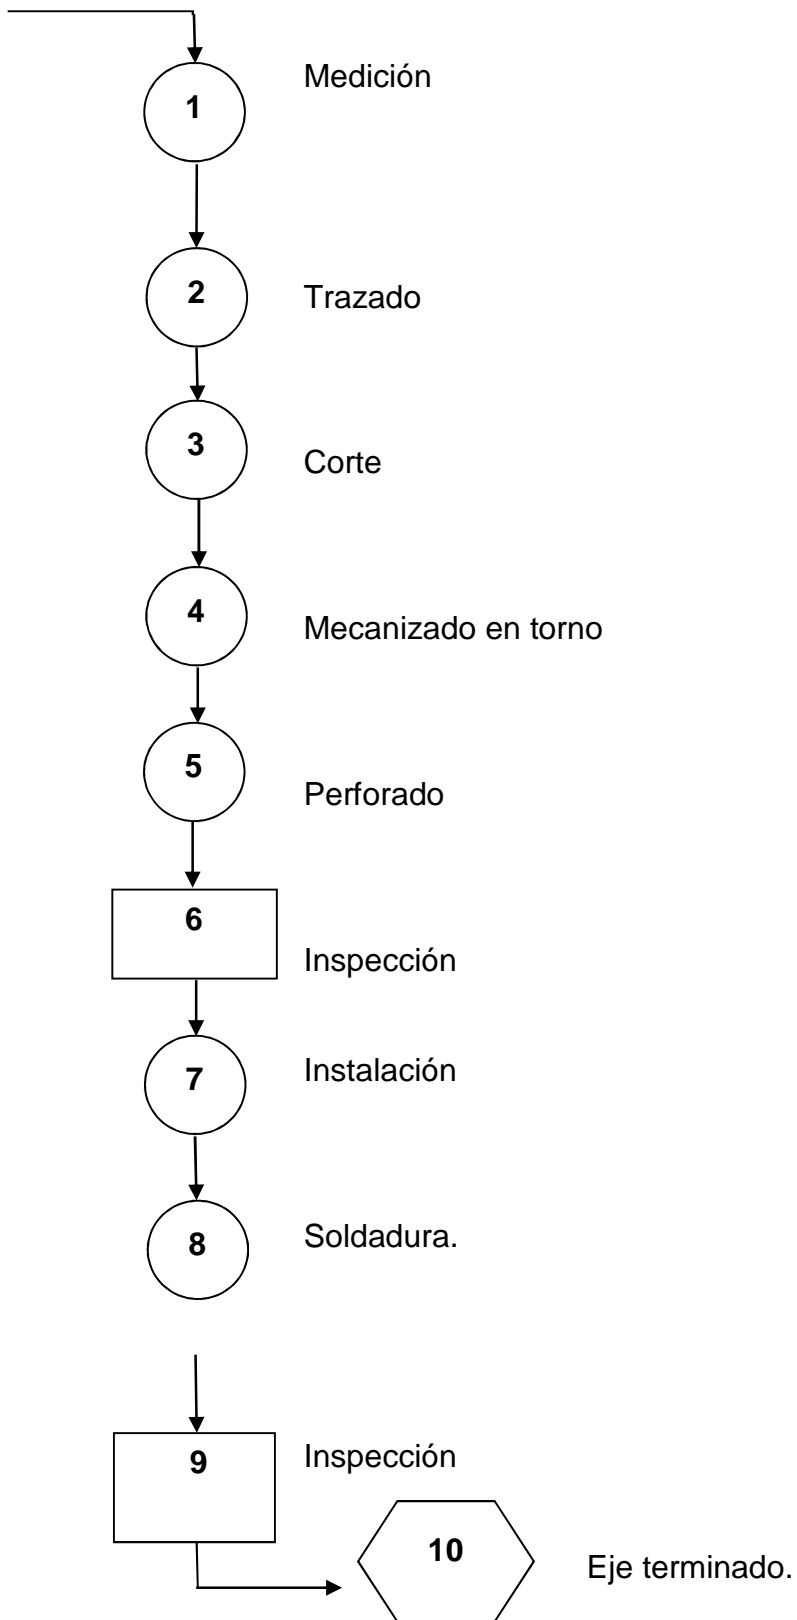 1 Medición
2 Trazado
3 Corte
4 Mecanizado en torno
5 Perforado
6 Inspección
7 Instalación
8 Soldadura.
9 Inspección
10 Eje terminado.